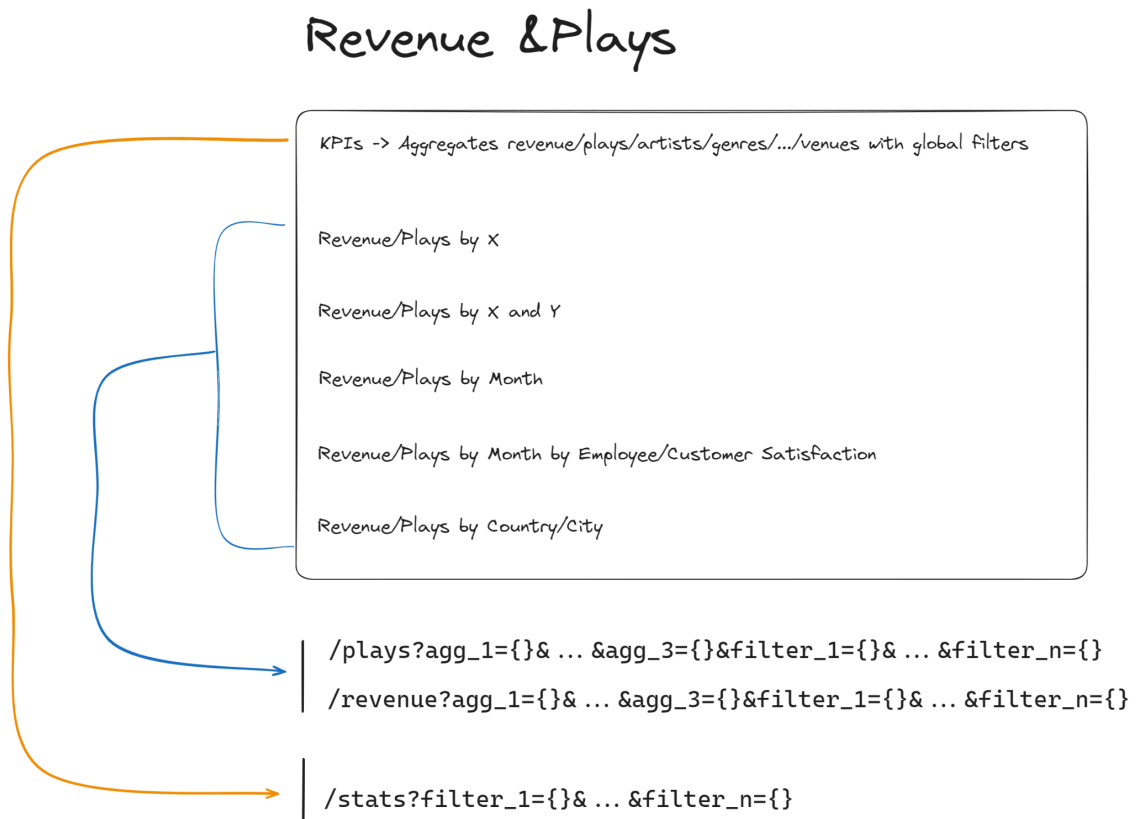 Revenue &Plays
KPIs -> Aggregates revenue/plays/artists/genres/.../venues with global filters
Revenue/Plays by X
Revenue/Plays by X and Y
Revenue/Plays by Month
Revenue/Plays by Month by Employee/Customer Satisfaction
Revenue/Plays by Country/City
/plays?agg_1={}& ... &agg_3={}&filter_1={}& ... &filter_n={}
/revenue?agg_1={}& ... &agg_3={}&filter_1={}& ... &filter_n={}
/stats?filter_1={}& ... &filter_n={}